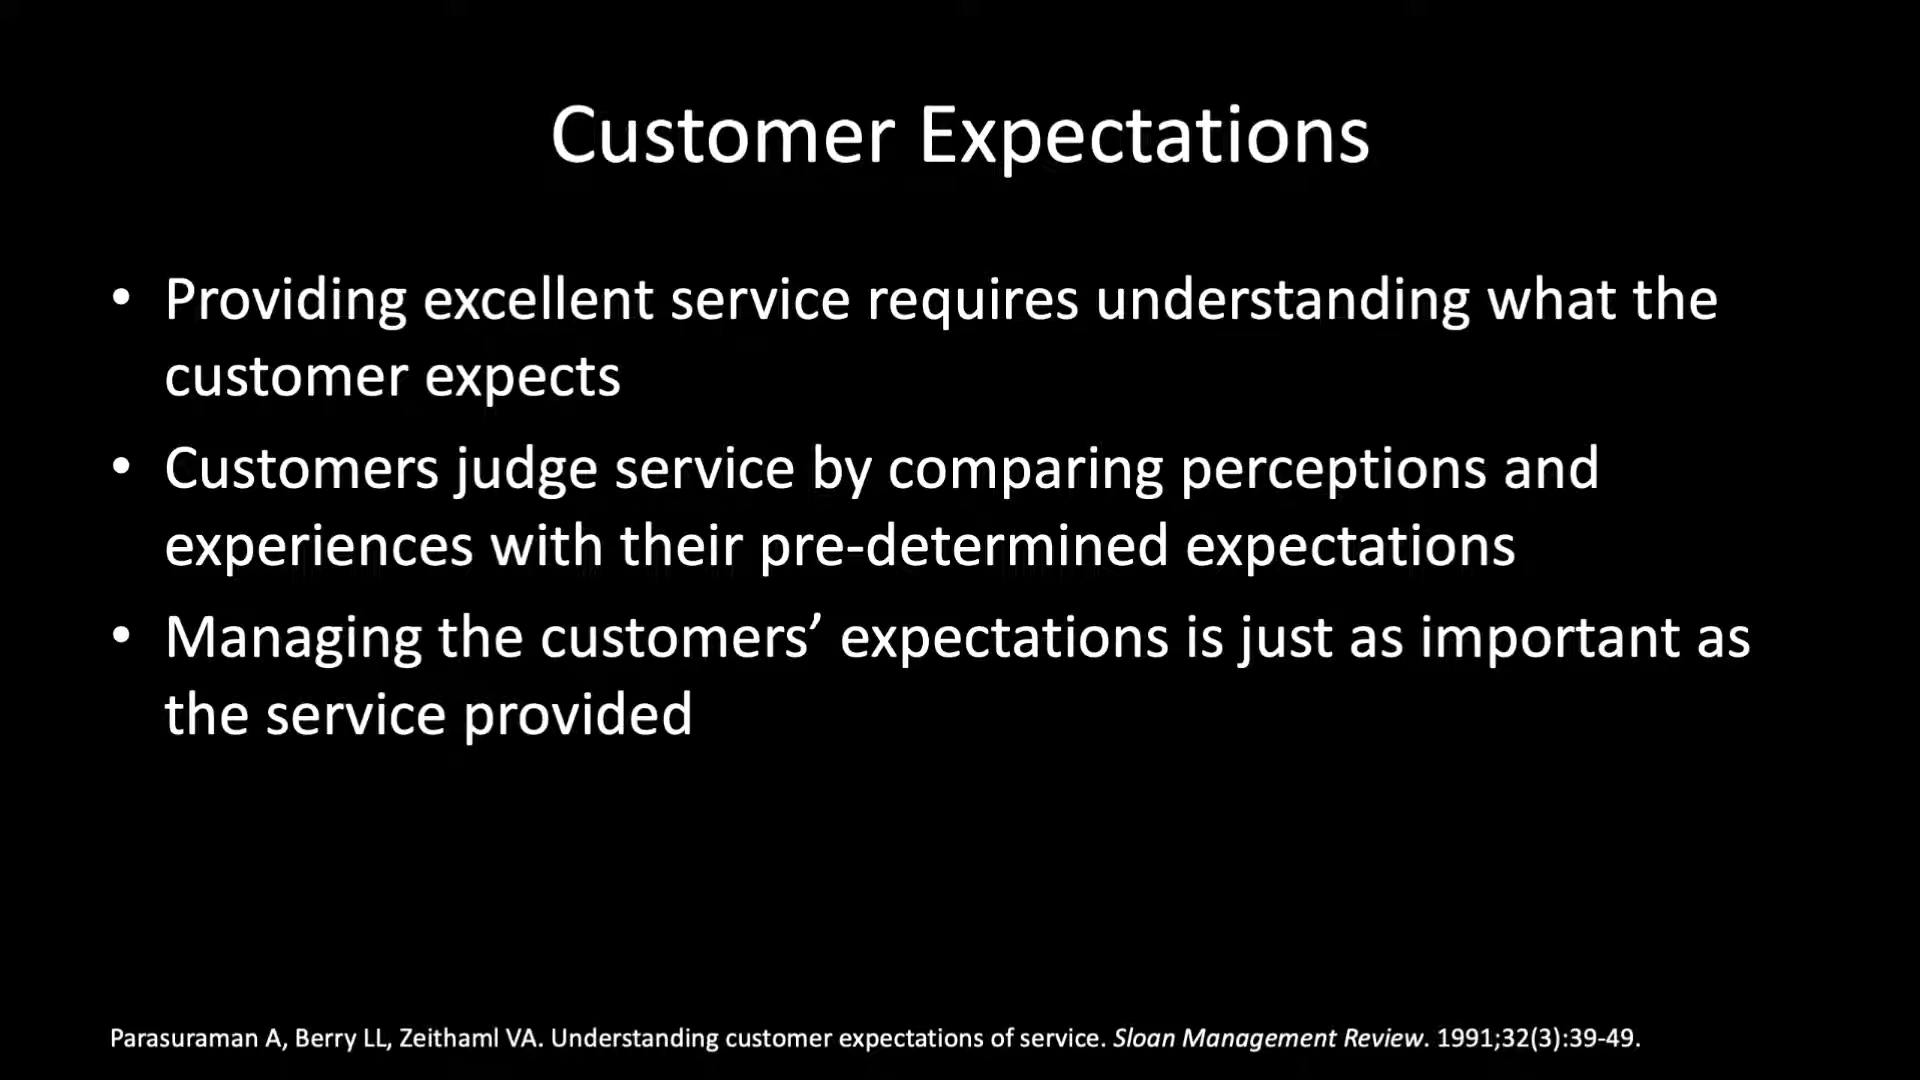 Customer Expectations
• Providing excellent service requires understanding what the
customer expects
• Customers judge service by comparing perceptions and
experiences with their pre-determined expectations
• Managing the customers’ expectations is just as important as
the service provided
Parasuraman A, Berry LL, Zeithaml VA. Understanding customer expectations of service. Sloan Management Review. 1991;32(3):39-49.